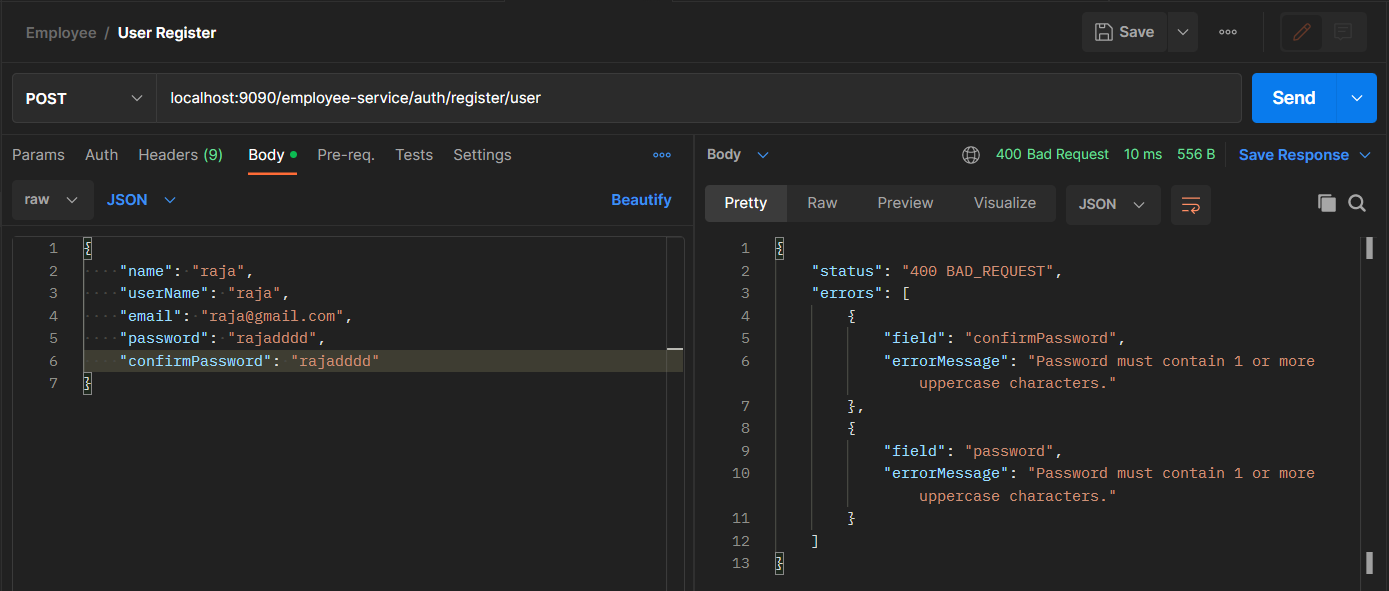 Employee / User Register
Save
POST
localhost:9090/employee-service/auth/register/user
Send
Params Auth Headers (9) Body Pre-req. Tests Settings
raw JSON Beautify
1 {
2 "name": "raja",
3 "userName": "raja",
4 "email": "raja@gmail.com",
5 "password": "rajadddd",
6 "confirmPassword": "rajadddd"
7 }
Body 400 Bad Request 10 ms 556 B Save Response
Pretty Raw Preview Visualize JSON
1 {
2 "status": "400 BAD_REQUEST",
3 "errors": [
4 {
5 "field": "confirmPassword",
6 "errorMessage": "Password must contain 1 or more
uppercase characters."
7 },
8 {
9 "field": "password",
10 "errorMessage": "Password must contain 1 or more
uppercase characters."
11 }
12 ]
13 }